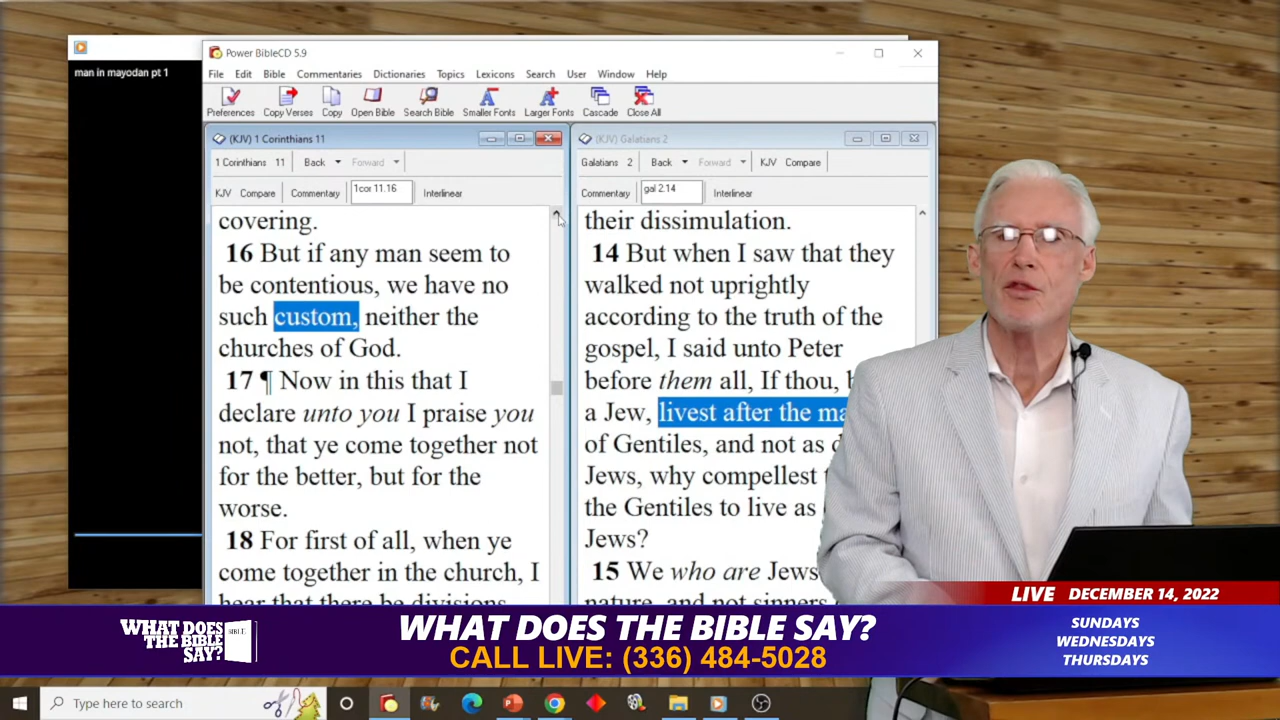 man in mayodan pt 1
Power BibleCD 5.9
File Edit Bible Commentaries Dictionaries Topics Lexicons Search User Window Help
Preferences Copy Verses Copy Open Bible Search Bible Smaller Fonts Larger Fonts Cascade Close All
(KJV) 1 Corinthians 11
1 Corinthians 11 Back Forward
KJV Compare Commentary 1cor 11.16 Interlinear
covering.
16 But if any man seem to
be contentious, we have no
such custom, neither the
churches of God.
17 ¶ Now in this that I
declare unto you I praise you
not, that ye come together not
for the better, but for the
worse.
18 For first of all, when ye
come together in the church, I
hear that there be divisions
(KJV) Galatians 2
Galatians 2 Back Forward KJV Compare
Commentary gal 2.14 Interlinear
their dissimulation.
14 But when I saw that they
walked not uprightly
according to the truth of the
gospel, I said unto Peter
before them all, If thou,
a Jew, livest after the
of Gentiles, and not as
Jews, why compellest
the Gentiles to live as
Jews?
15 We who are Jews
nature, and not sinners
LIVE DECEMBER 14, 2022
WHAT DOES
THE BIBLE
SAY?
BIBLE
WHAT DOES THE BIBLE SAY?
CALL LIVE: (336) 484-5028
SUNDAYS
WEDNESDAYS
THURSDAYS
Type here to search